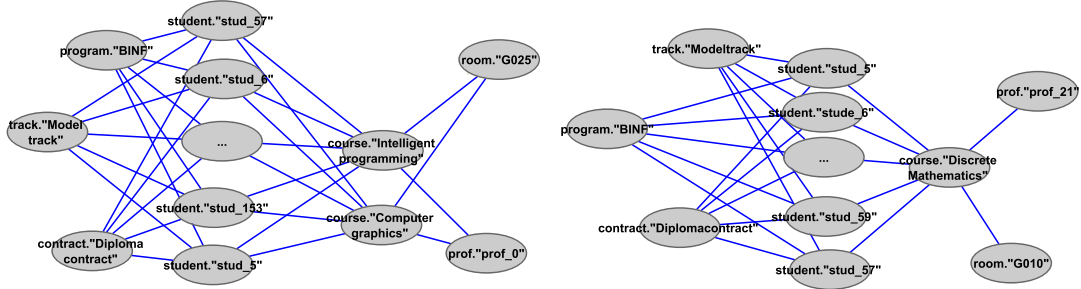 student."stud_57"
program."BINF"
room."G025"
student."stud_6"
track."Model
track"
...
course."Intelligent
programming"
student."stud_153"
course."Computer
graphics"
contract."Diploma
contract"
student."stud_5"
prof."prof_0"
track."Modeltrack"
student."stud_5"
prof."prof_21"
student."stude_6"
program."BINF"
...
course."Discrete
Mathematics"
student."stud_59"
contract."Diplomacontract"
student."stud_57"
room."G010"